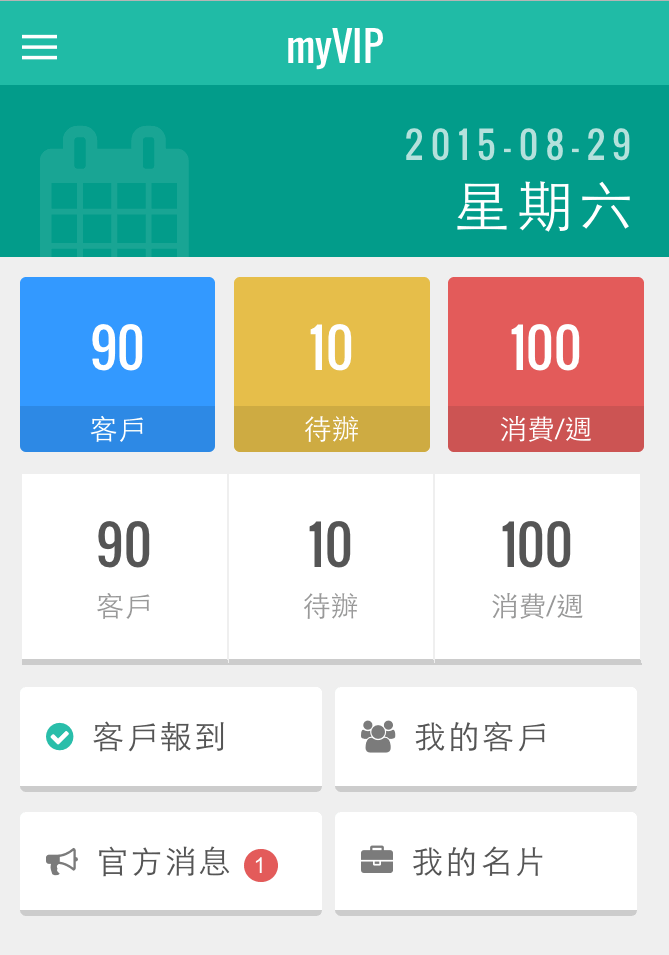 myVIP
2015-08-29
星期六
90 10 100
客戶 待辦 消費/週
90 10 100
客戶 待辦 消費/週
客戶報到 我的客戶
官方消息 1 我的名片